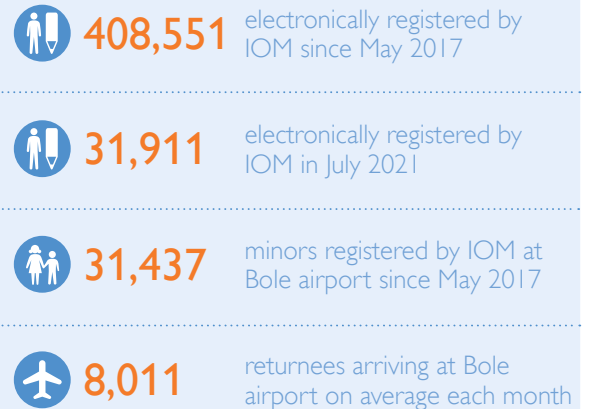 408,551 electronically registered by
IOM since May 2017
31,911 electronically registered by
IOM in July 2021
31,437 minors registered by IOM at
Bole airport since May 2017
8,011 returnees arriving at Bole
airport on average each month